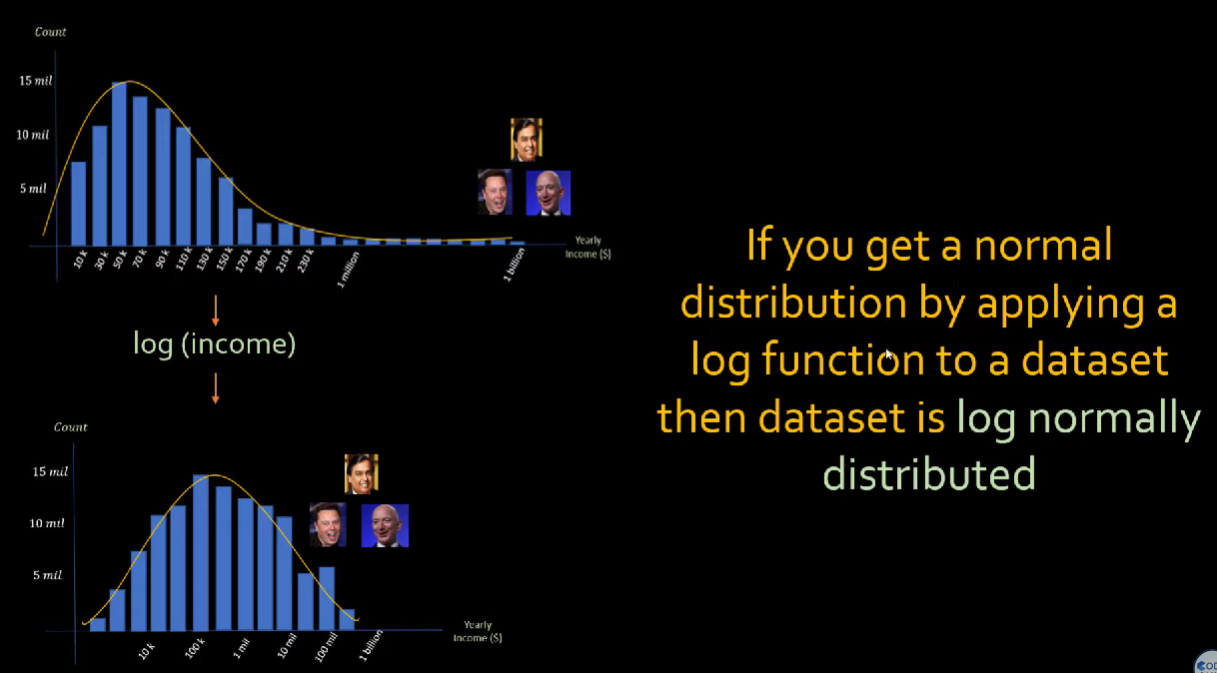 Count
15 mil
10 mil
5 mil
10 k 30 k 50 k 70 k 90 k 110 k 130 k 150 k 170 k 190 k 210 k 230 k 1 million 1 billion
Yearly
Income ($)
log (income)
Count
15 mil
10 mil
5 mil
10 k 100 k 1 mil 10 mil 100 mil 1 billion
Yearly
Income ($)
If you get a normal
distribution by applying a
log function to a dataset
then dataset is log normally
distributed